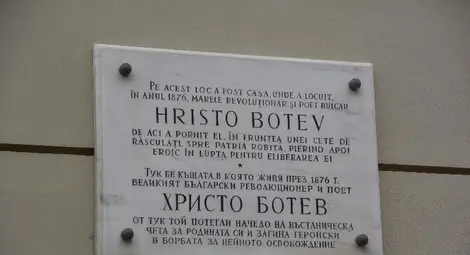 PE ACEST LOC A FOST CASA, UNDE A LOCUIT,
ÎN ANUL 1876, MARELE REVOLUȚIONAR ȘI POET BULGAR
HRISTO BOTEV
DE ACI A PORNIT EL, ÎN FRUNTEA UNEI CETE DE
RĂSCULAȚI, SPRE PATRIA ROBITĂ, PIERIND APOI
EROIC ÎN LUPTA PENTRU ELIBERAREA EI
*
ТУК БЕ КЪЩАТА В КОЯТО ЖИВЯ ПРЕЗ 1876 Г.
ВЕЛИКИЯТ БЪЛГАРСКИ РЕВОЛЮЦИОНЕР И ПОЕТ
ХРИСТО БОТЕВ
ОТ ТУК ТОЙ ПОТЕГЛИ НАЧЕЛО НА ВЪСТАНИЧЕСКА
ЧЕТА ЗА РОДИНАТА СИ И ЗАГИНА ГЕРОЙСКИ
В БОРБАТА ЗА НЕЙНОТО ОСВОБОЖДЕНИЕ